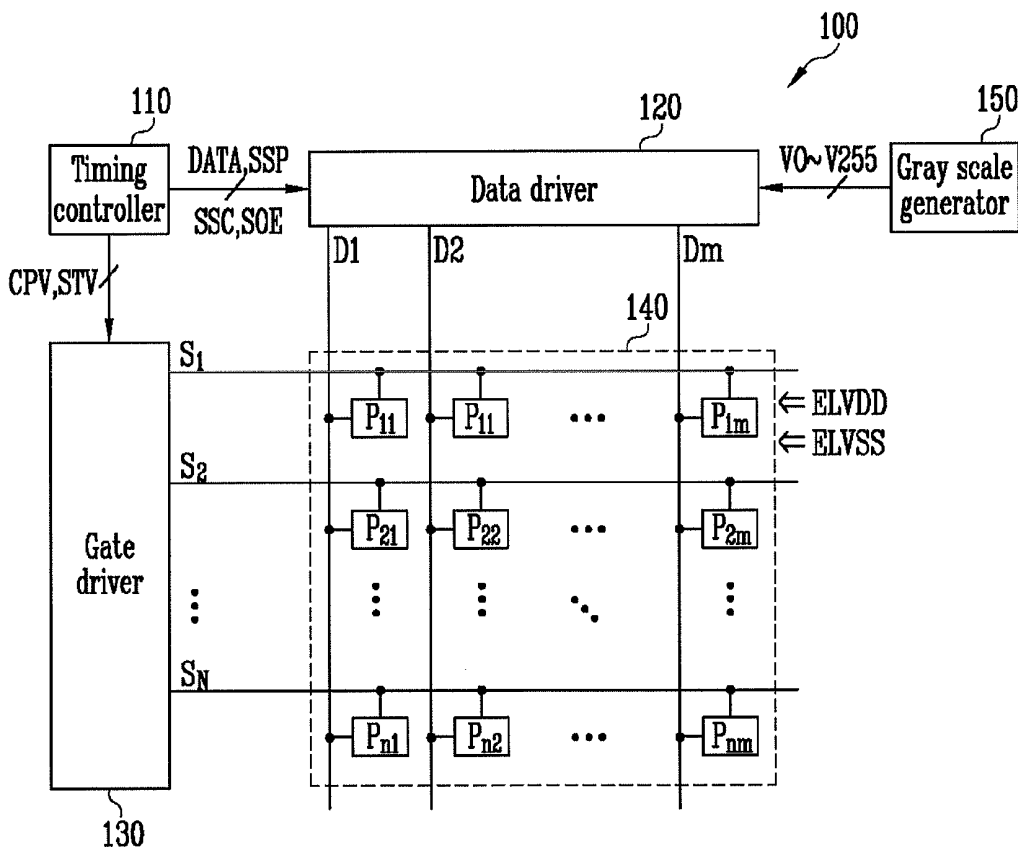 100
110
120
150
Timing
controller
DATA,SSP
SSC,SOE
Data driver
VO~V255
Gray scale
generator
CPV,STV
D1
D2
Dm
140
S1
P11
P11
P1m
ELVDD
ELVSS
S2
P21
P22
P2m
Gate
driver
SN
Pn1
Pn2
Pnm
130